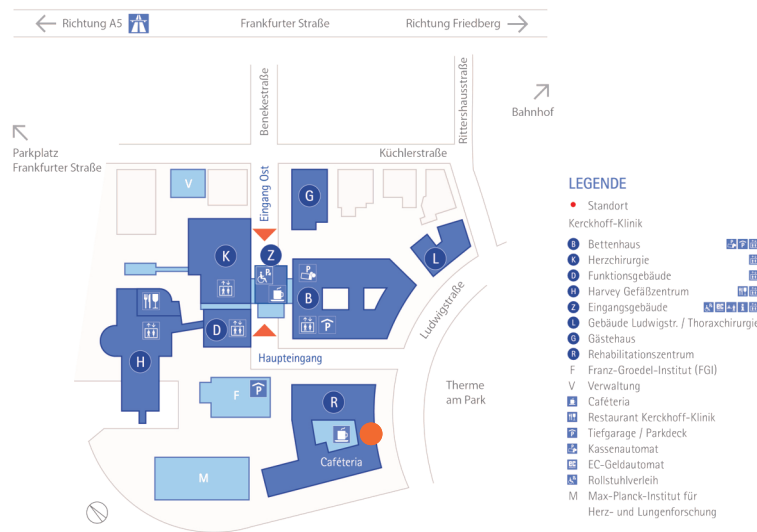 Richtung A5
Frankfurter Straße
Richtung Friedberg
Benekestraße
Rittershausstraße
Bahnhof
Parkplatz
Frankfurter Straße
Küchlerstraße
V
Eingang Ost
G
K
Z
P
L
B
P
D
Ludwigstraße
H
Haupteingang
F
P
R
Therme
am Park
Caféteria
M
LEGENDE
Standort
Kerckhoff-Klinik
B Bettenhaus
K Herzchirurgie
D Funktionsgebäude
H Harvey Gefäßzentrum
Z Eingangsgebäude
L Gebäude Ludwigstr. / Thoraxchirurgie
G Gästehaus
R Rehabilitationszentrum
F Franz-Groedel-Institut (FGI)
V Verwaltung
Caféteria
Restaurant Kerckhoff-Klinik
Tiefgarage / Parkdeck
Kassenautomat
EC-Geldautomat
Rollstuhlverleih
M Max-Planck-Institut für
Herz- und Lungenforschung